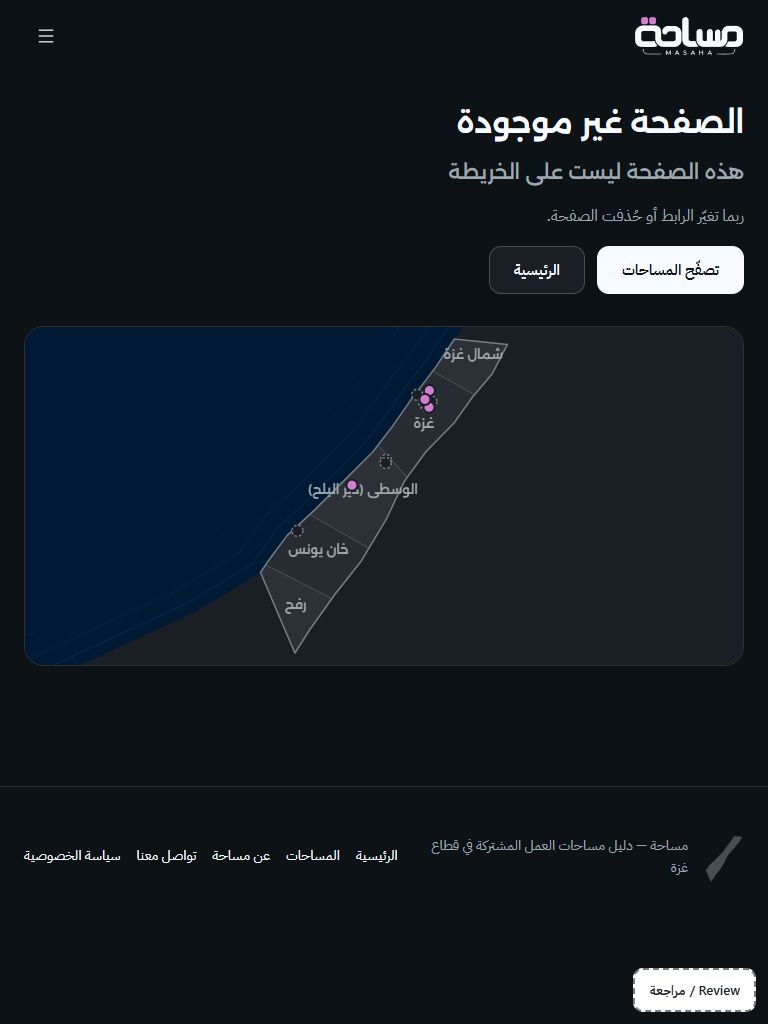 مساحة
MASAHA
الصفحة غير موجودة
هذه الصفحة ليست على الخريطة
ربما تغيّر الرابط أو حُذفت الصفحة.
تصفّح المساحات
الرئيسية
شمال غزة
غزة
الوسطى (دير البلح)
خان يونس
رفح
مساحة — دليل مساحات العمل المشتركة في قطاع
غزة
الرئيسية المساحات عن مساحة تواصل معنا سياسة الخصوصية
Review / مراجعة